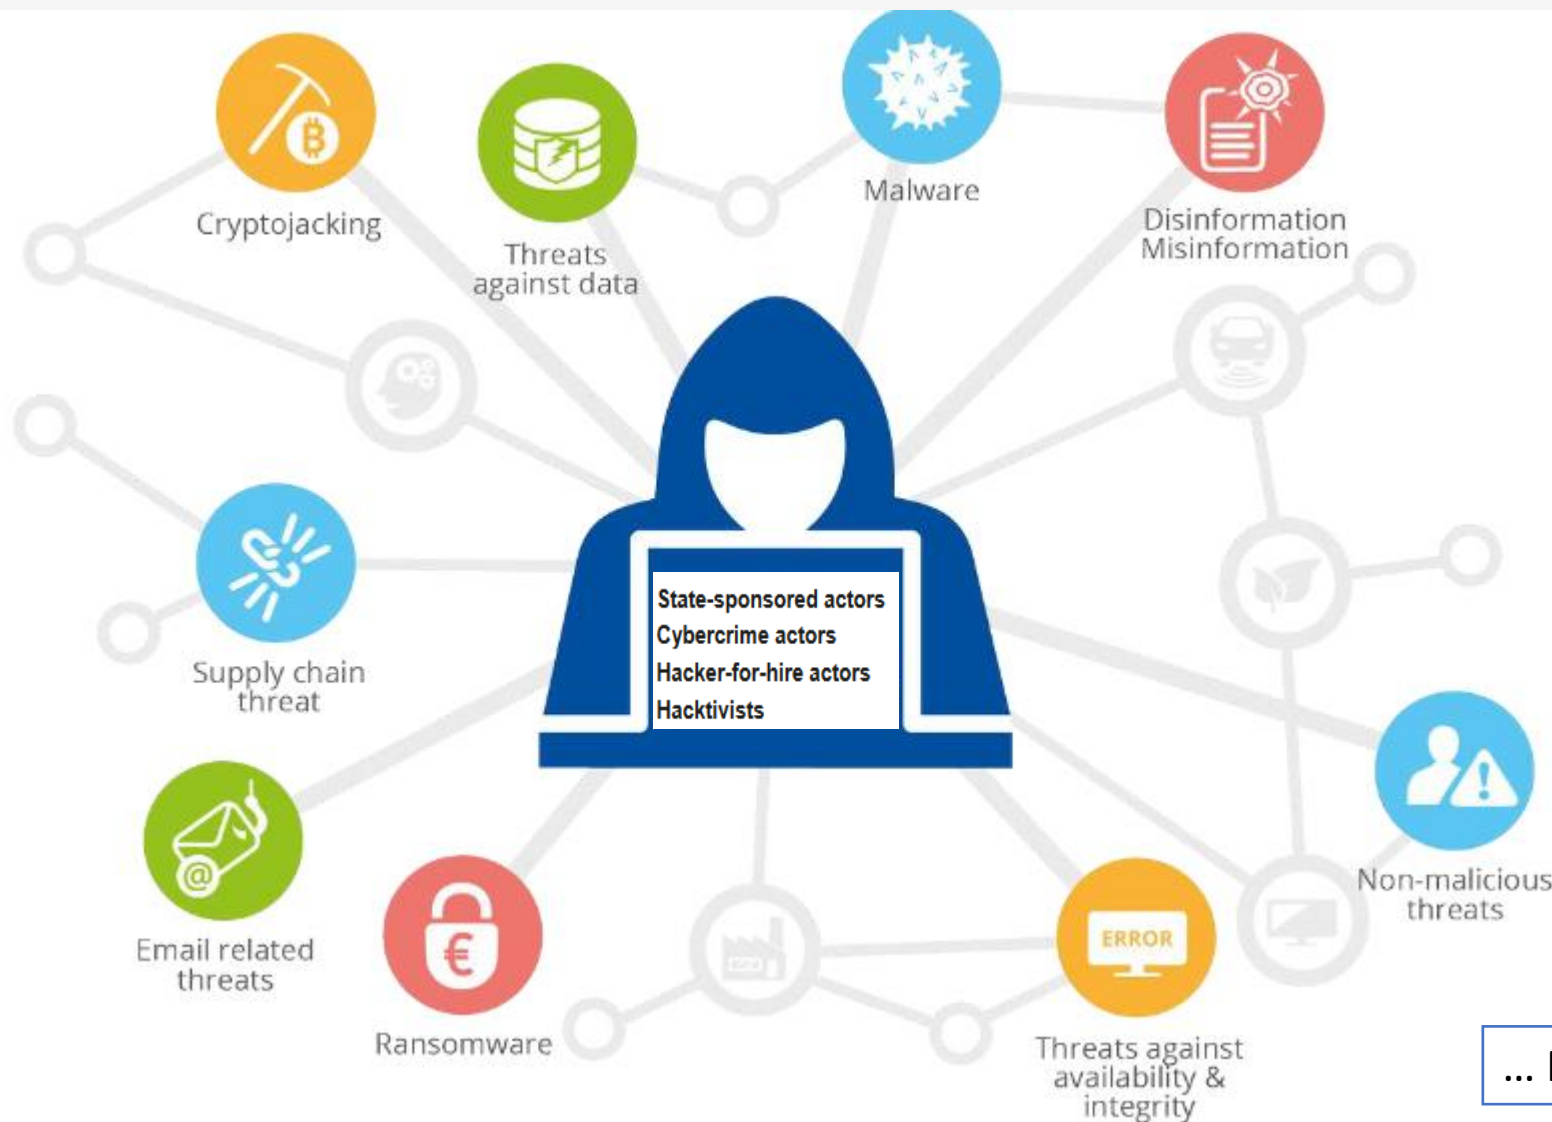 Cryptojacking
Threats
against data
Malware
Disinformation
Misinformation
State-sponsored actors
Cybercrime actors
Hacker-for-hire actors
Hacktivists
Supply chain
threat
Email related
threats
€
Ransomware
ERROR
Threats against
availability &
integrity
Non-malicious
threats
...